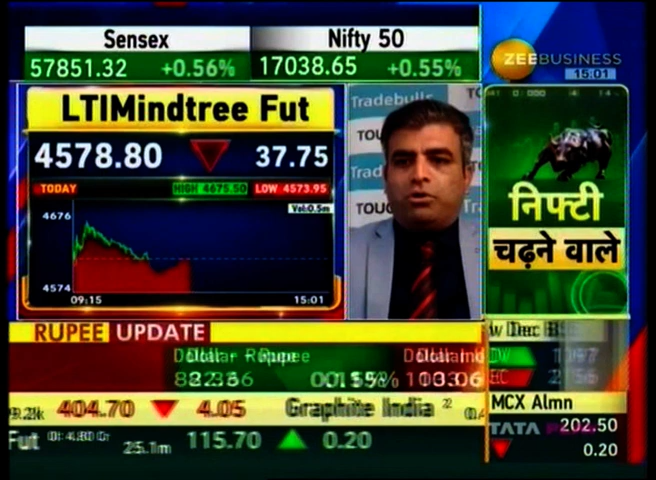 Sensex
57851.32 +0.56%
Nifty 50
17038.65 +0.55%
ZEEBUSINESS
15:01
LTIMindtree Fut
4578.80 37.75
TODAY HIGH 4675.50 LOW 4573.95
Vol:0.5m
4676
4574
09:15 15:01
Tradebulls
TOU
TOUC
निफ्टी
चढ़ने वाले
RUPEE UPDATE
404.70 4.05 Graphite India
Fut 25.1m 115.70 0.20
MCX Almn
TATA 202.50
0.20